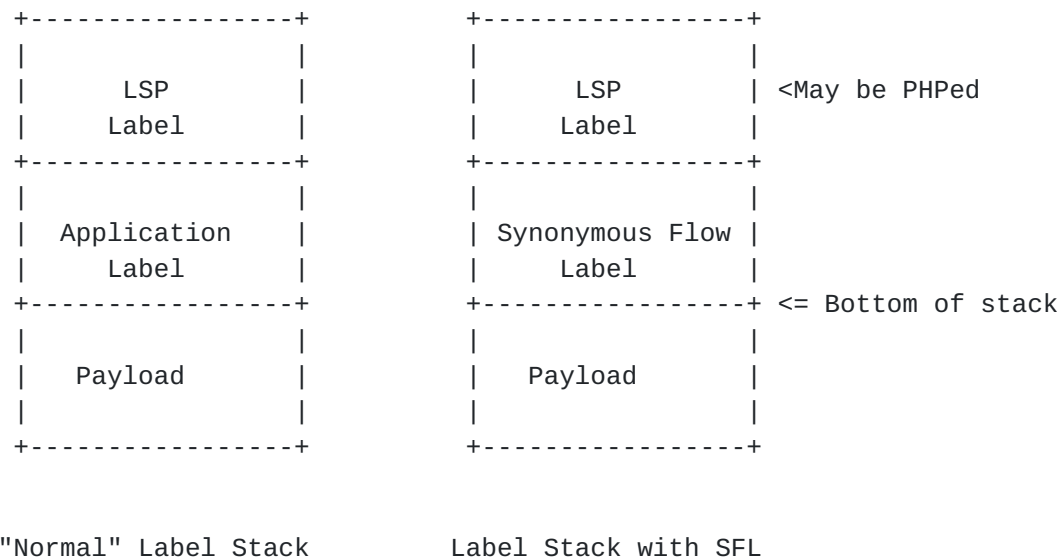 +-----------------+          +-----------------+
|                 |          |                 |
|       LSP       |          |       LSP       | <May be PHPed
|      Label      |          |      Label      |
+-----------------+          +-----------------+
|                 |          |                 |
|   Application   |          | Synonymous Flow |
|      Label      |          |      Label      |
+-----------------+          +-----------------+ <= Bottom of stack
|                 |          |                 |
|    Payload      |          |    Payload      |
|                 |          |                 |
+-----------------+          +-----------------+
"Normal" Label Stack         Label Stack with SFL